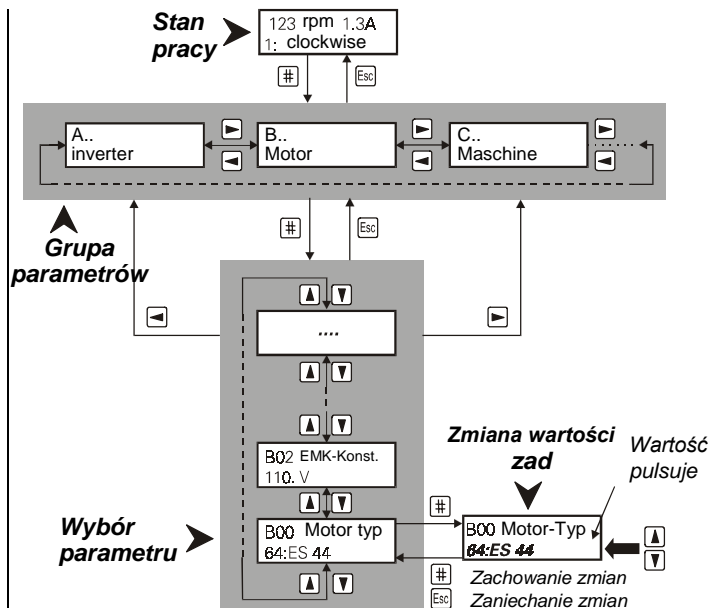 Stan
pracy
123 rpm 1.3A
1: clockwise
#
Esc
A..
inverter
B..
Motor
C..
Maschine
Grupa
parametrów
#
Esc
....
B02 EMK-Konst.
110. V
Wybór
parametru
B00 Motor typ
64:ES 44
Zmiana wartości
zad
Wartość
pulsuje
#
B00 Motor-Typ
64:ES 44
# Zachowanie zmian
Esc Zaniechanie zmian